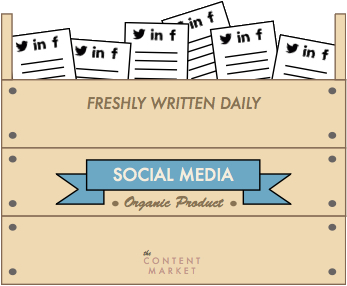 FRESHLY WRITTEN DAILY
SOCIAL MEDIA
• Organic Product •
the
CONTENT
MARKET